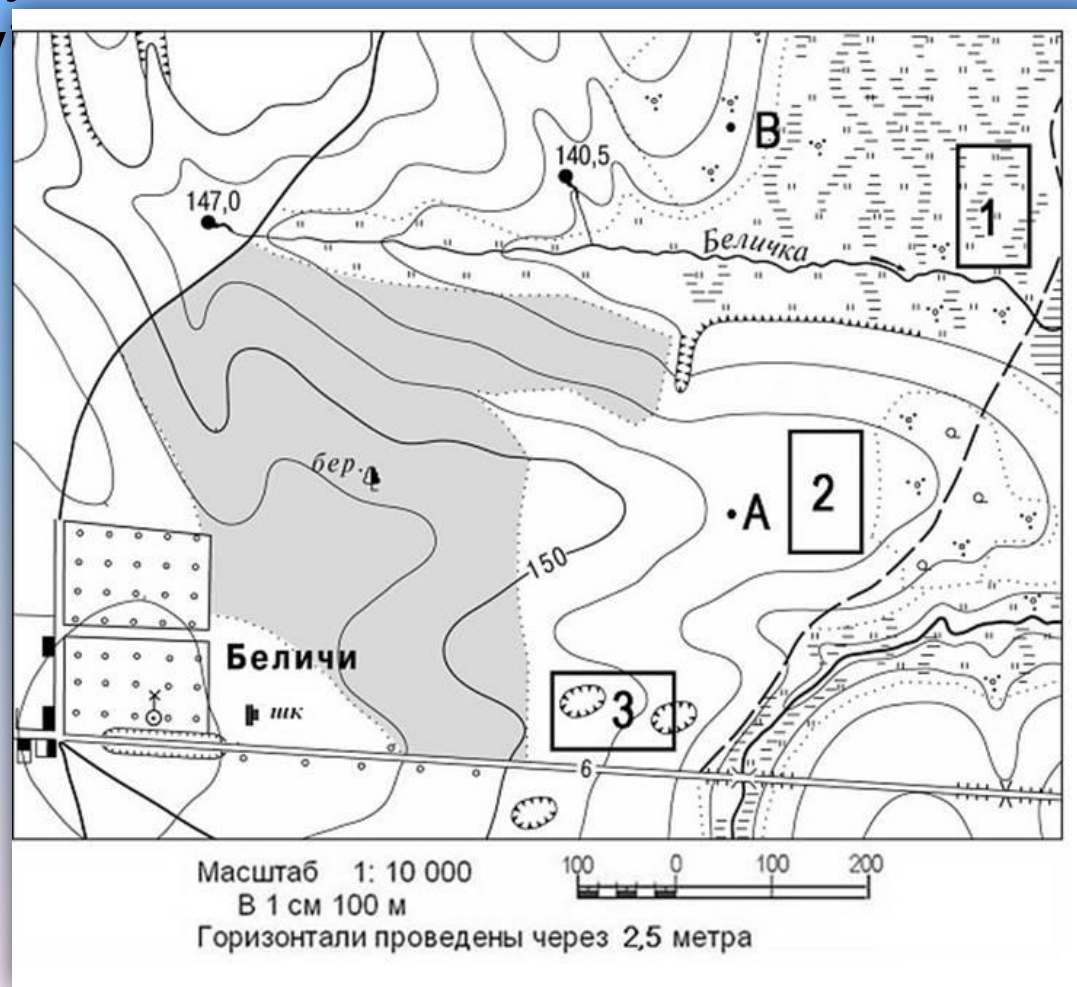 В
140,5
147,0
1
Беличка
бер.
2
А
150
Беличи
3
шк
6
Масштаб 1: 10 000
В 1 см 100 м
Горизонтали проведены через 2,5 метра
100 0 100 200